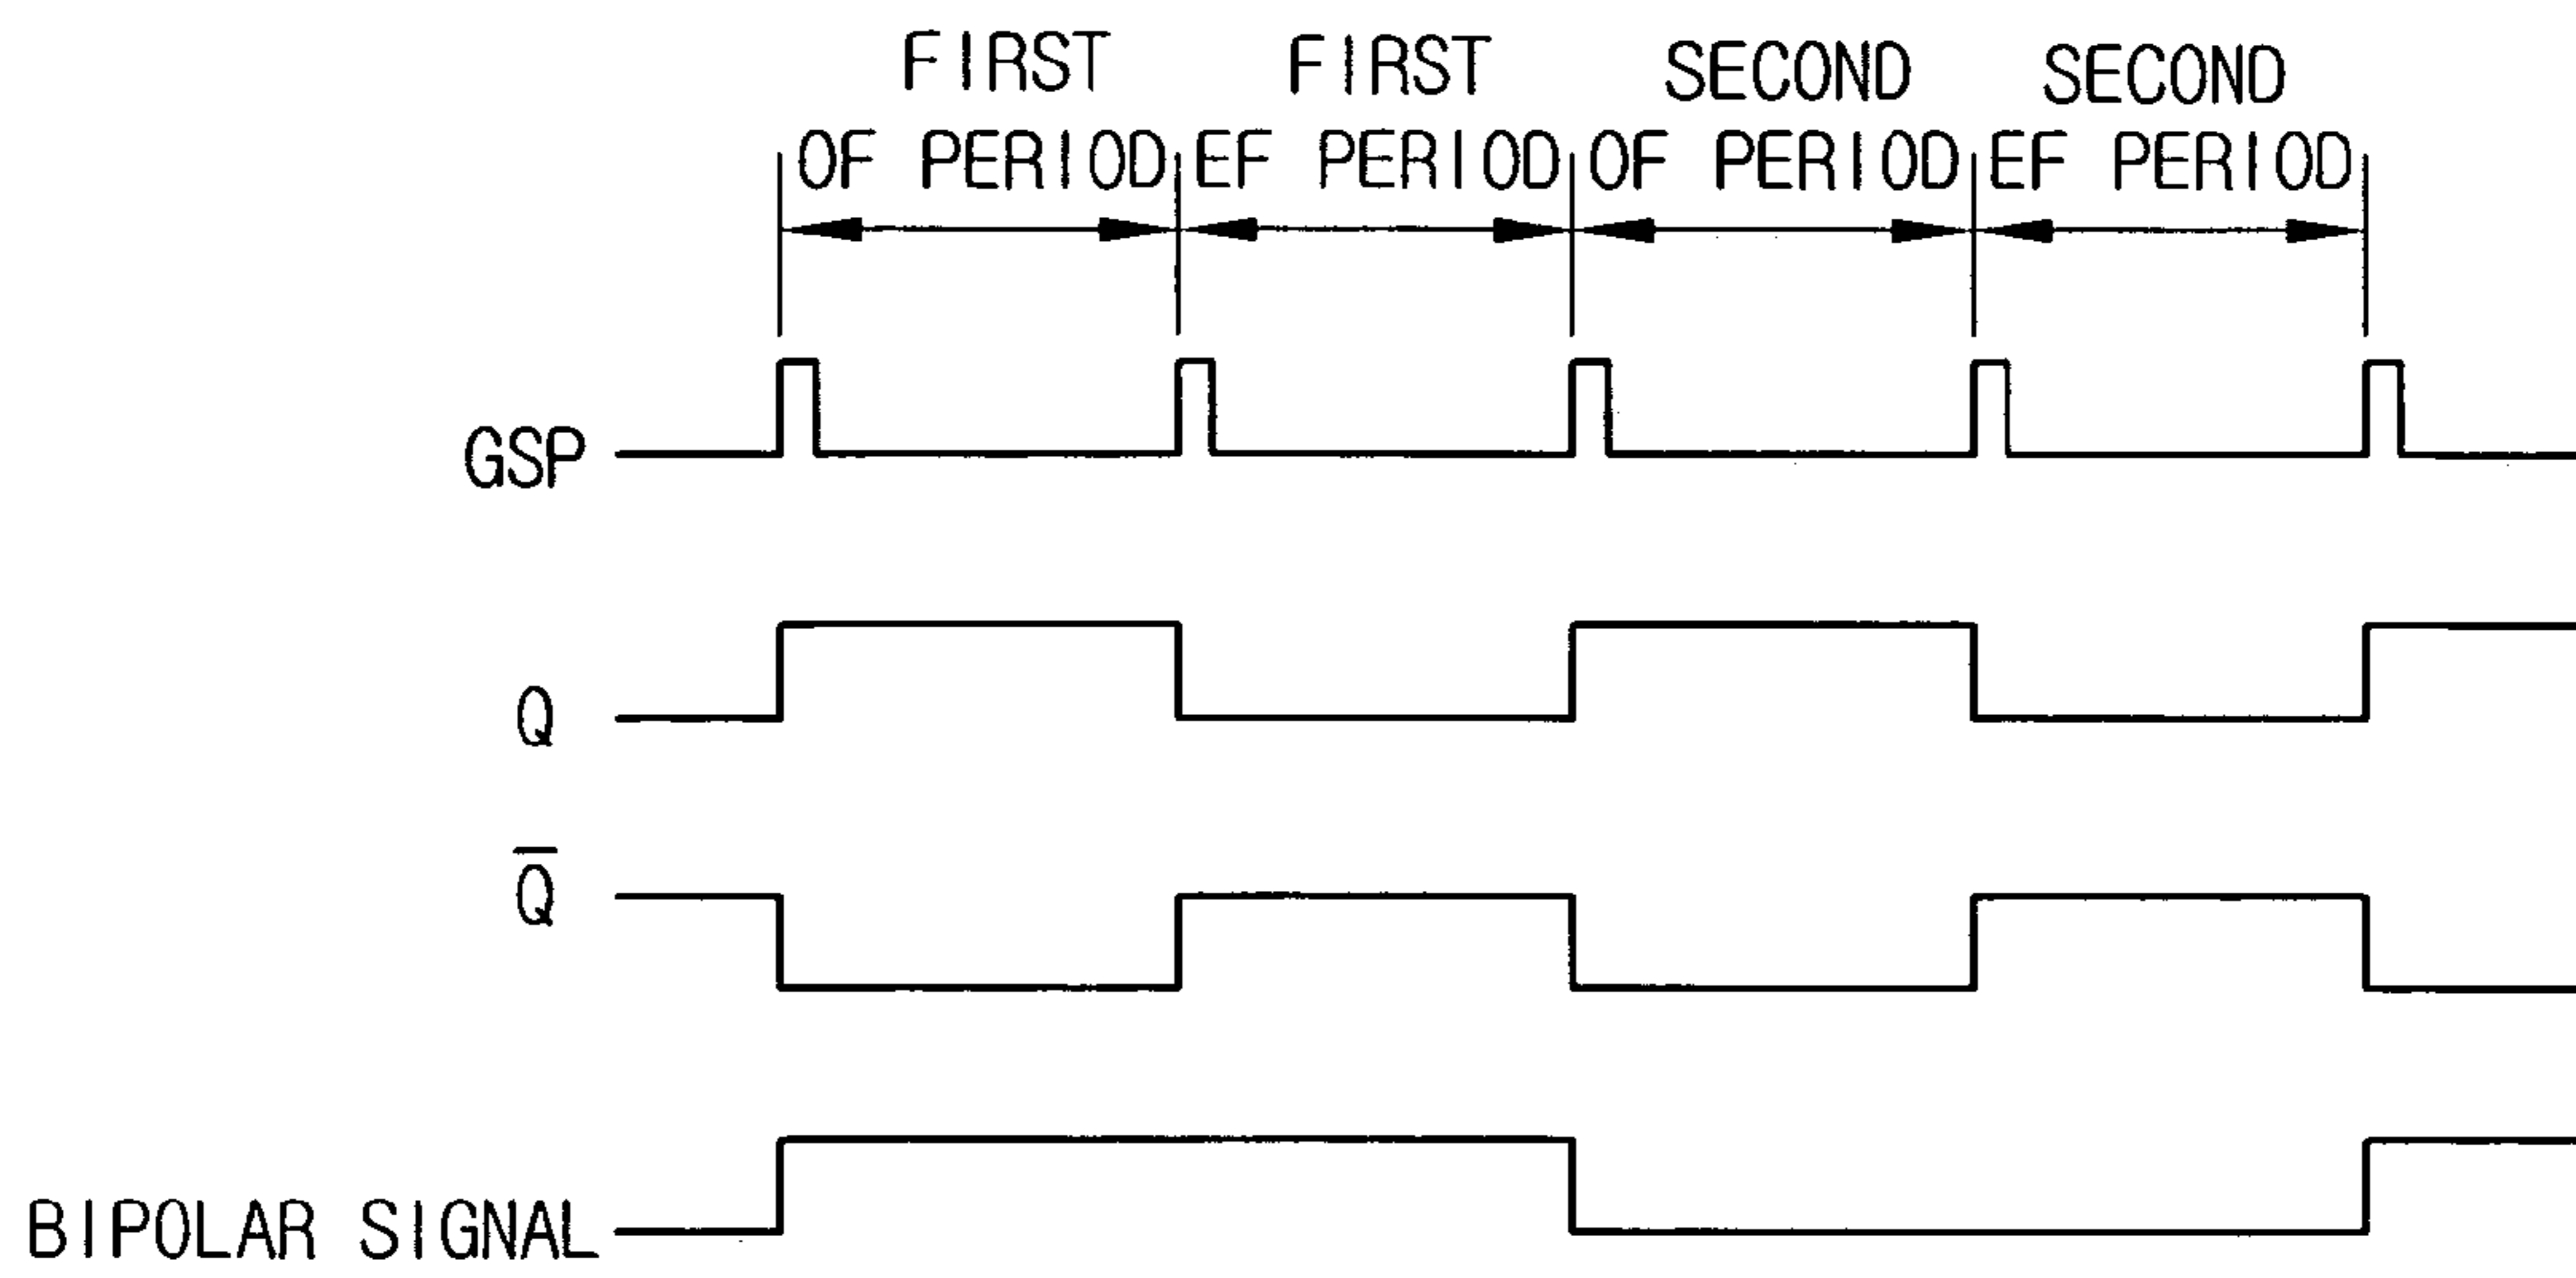 FIRST FIRST SECOND SECOND
OF PERIOD EF PERIOD OF PERIOD EF PERIOD
GSP
Q
Q̅
BIPOLAR SIGNAL